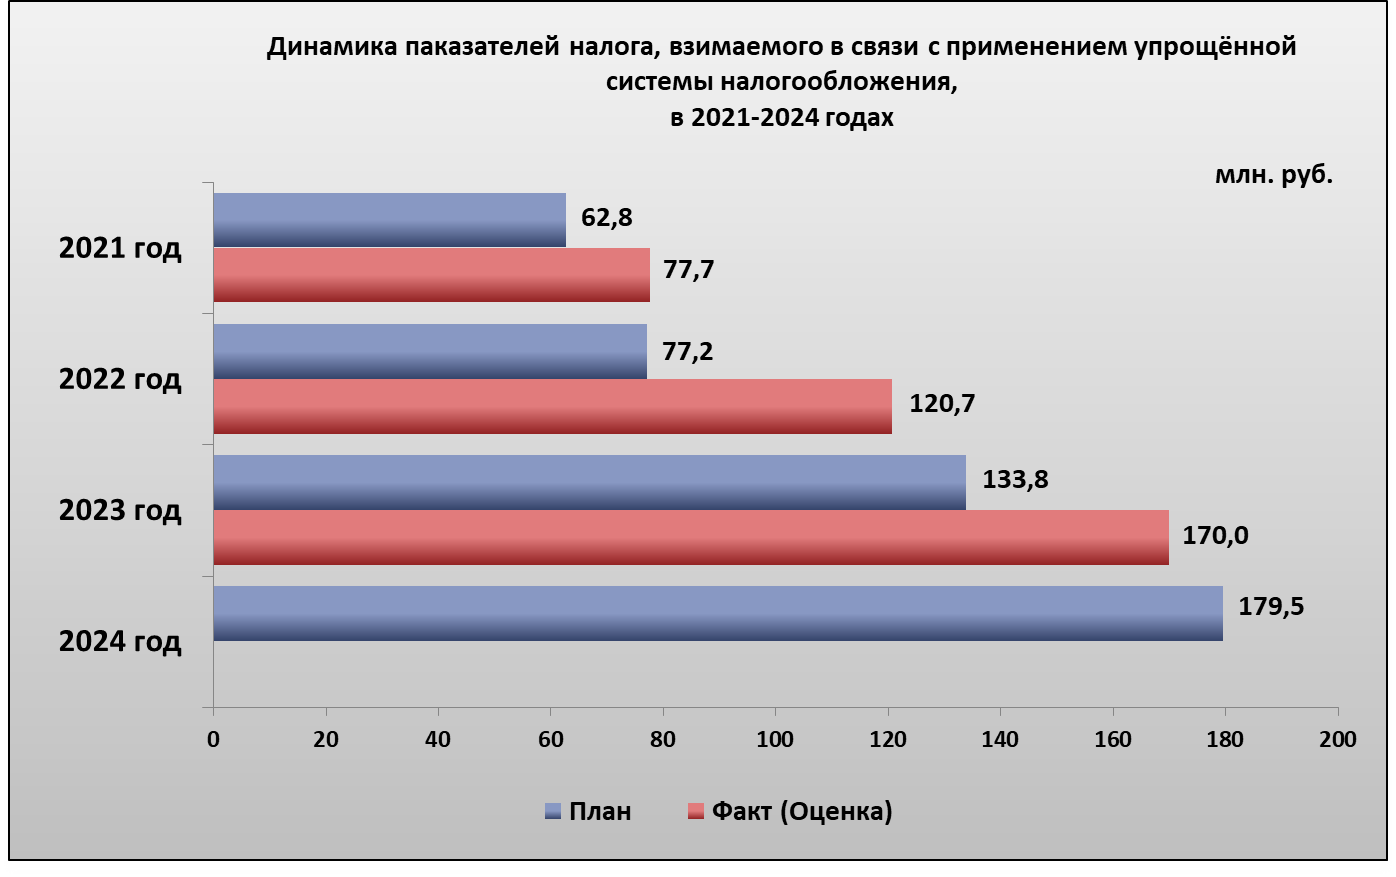 Динамика паказателей налога, взимаемого в связи с применением упрощённой
системы налогообложения,
в 2021-2024 годах
млн. руб.
2021 год
62,8
77,7
2022 год
77,2
120,7
2023 год
133,8
170,0
2024 год
179,5
0 20 40 60 80 100 120 140 160 180 200
План Факт (Оценка)